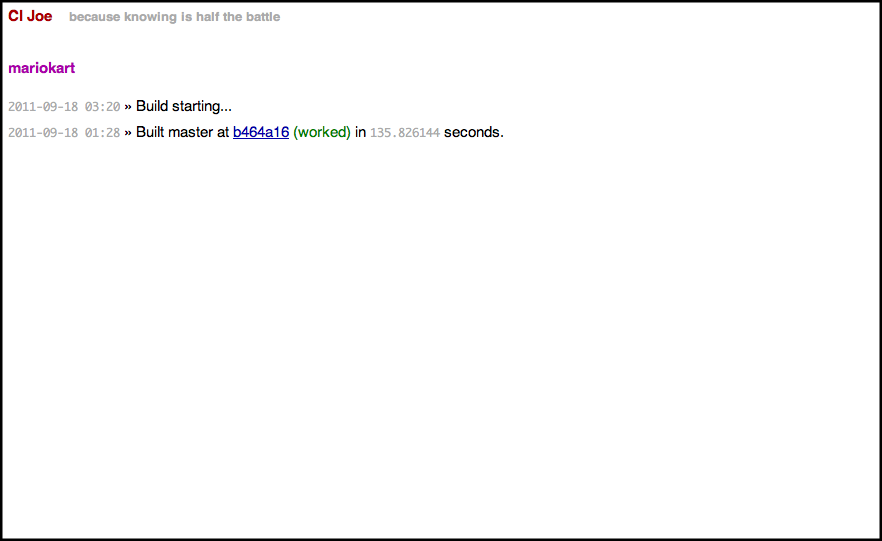 CI Joe because knowing is half the battle
mariokart
2011-09-18 03:20 » Build starting...
2011-09-18 01:28 » Built master at b464a16 (worked) in 135.826144 seconds.